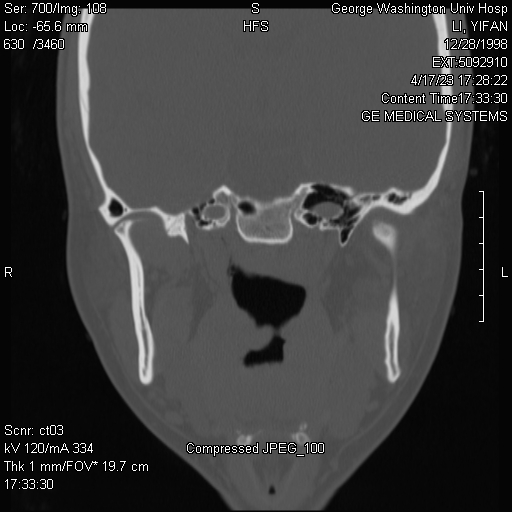 Ser: 700/Img: 108
Loc: -65.6 mm
630 /3460
S
HFS
George Washington Univ Hosp
LI, YIFAN
12/28/1998
EXT:5092910
4/17/23 17:28:22
Content Time17:33:30
GE MEDICAL SYSTEMS
R
L
Scnr: ct03
kV 120/mA 334
Thk 1 mm/FOV* 19.7 cm
17:33:30
Compressed JPEG_100